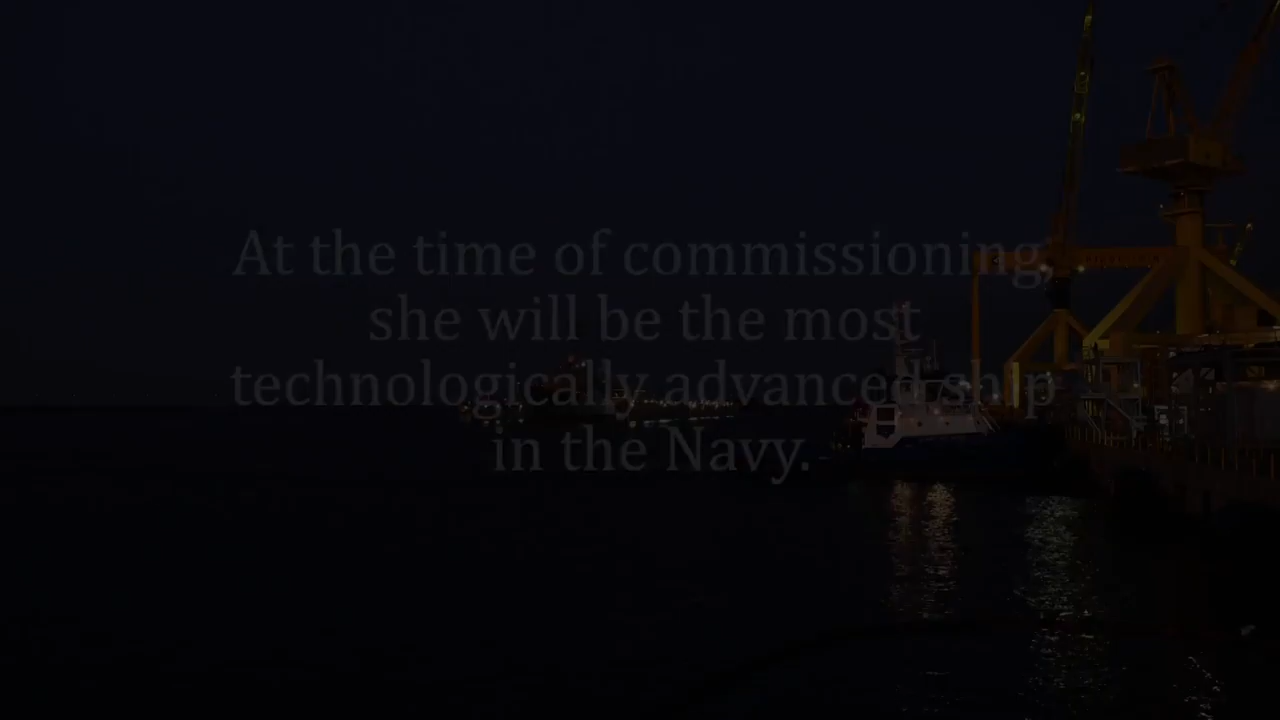 At the time of commissioning,
she will be the most
technologically advanced ship
in the Navy.